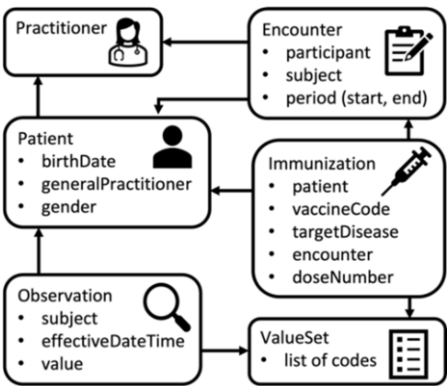 Practitioner
Encounter
• participant
• subject
• period (start, end)
Patient
• birthDate
• generalPractitioner
• gender
Immunization
• patient
• vaccineCode
• targetDisease
• encounter
• doseNumber
Observation
• subject
• effectiveDateTime
• value
ValueSet
• list of codes